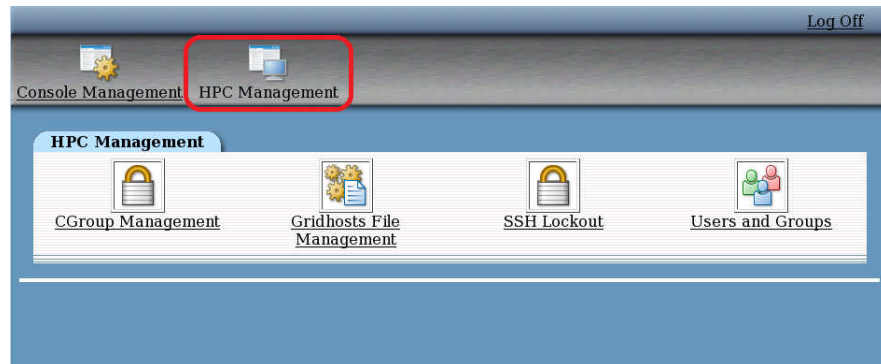 Log Off
Console Management HPC Management
HPC Management
CGroup Management Gridhosts File Management SSH Lockout Users and Groups